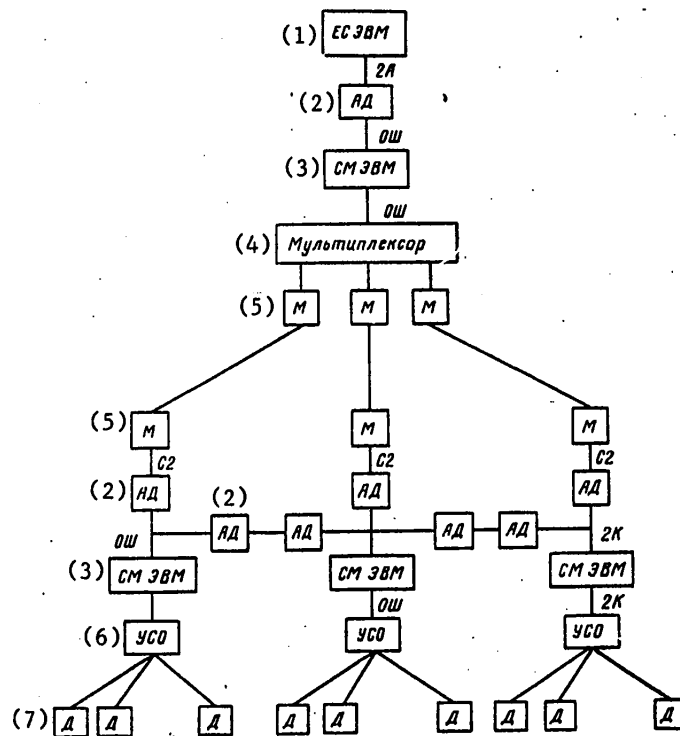 (1) ЕС ЭВМ
2А
(2) АД
ОШ
(3) СМ ЭВМ
ОШ
(4) Мультиплексор
(5) М М М
(5) М М М
С2 С2 С2
(2) АД АД АД
(2)
АД АД АД АД
ОШ 2К
(3) СМ ЭВМ СМ ЭВМ СМ ЭВМ
ОШ 2К
(6) УСО УСО УСО
(7) Д Д Д Д Д Д Д Д Д